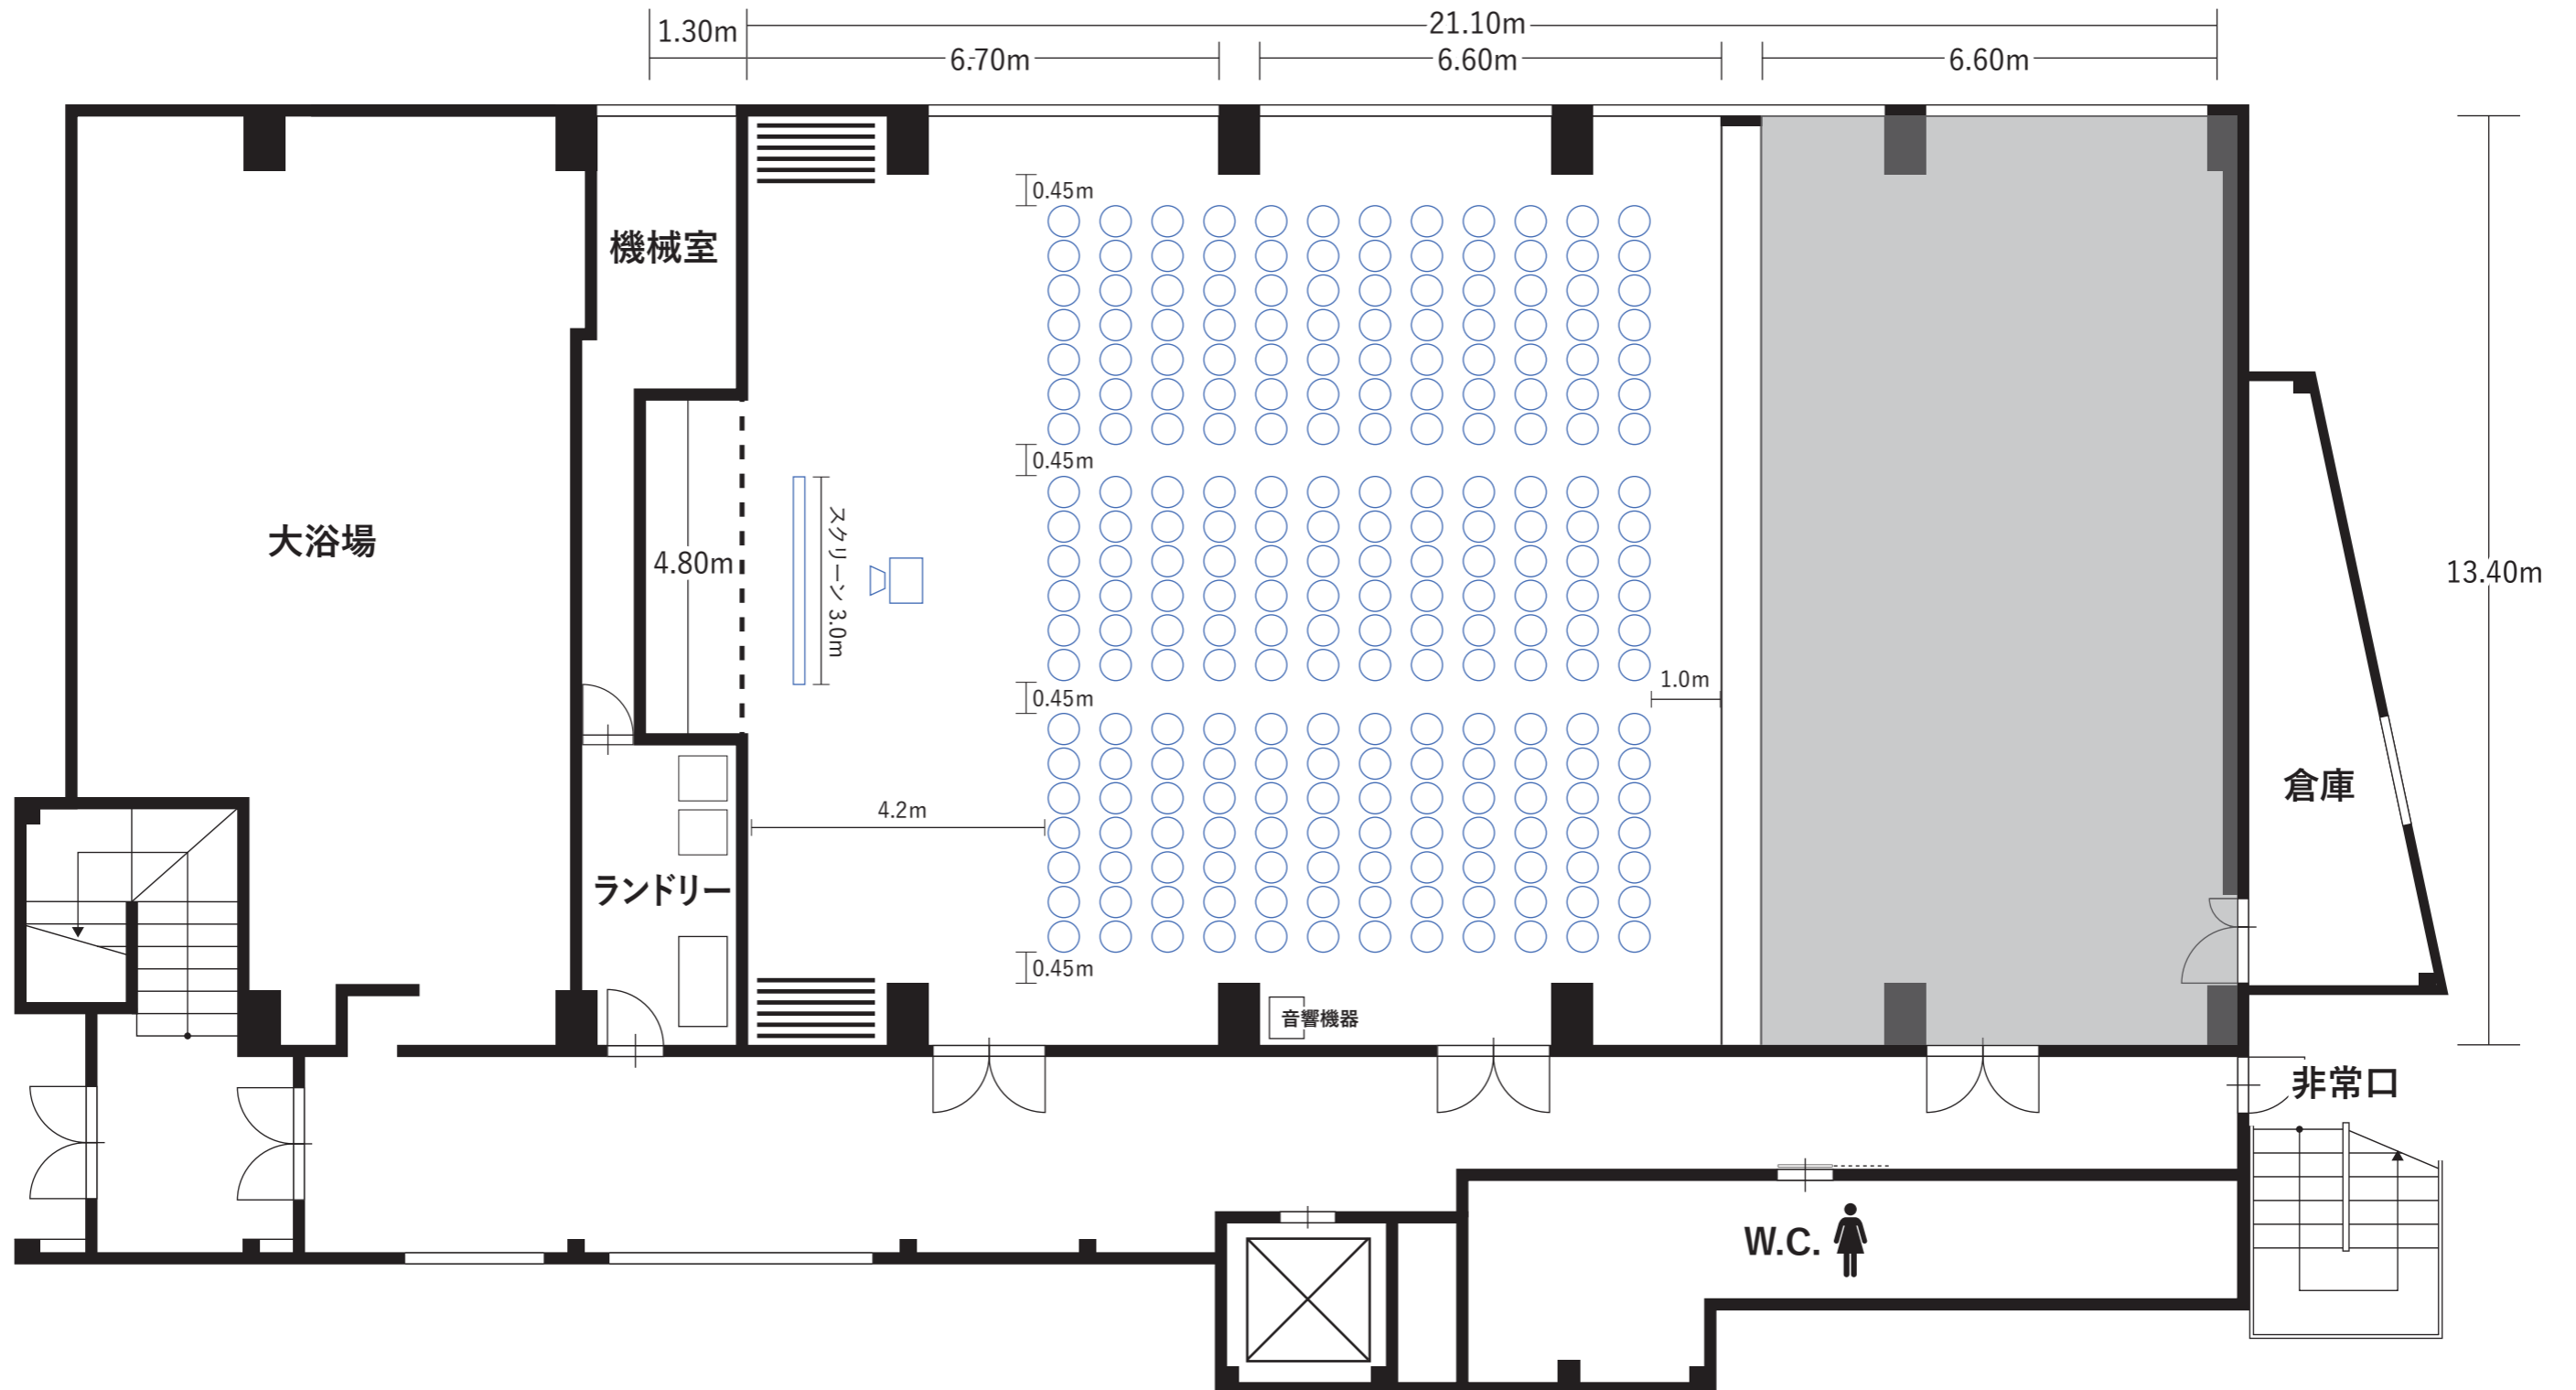 21.10m
1.30m
6.70m
6.60m
6.60m
0.45m
機械室
0.45m
大浴場
4.80m
スクリーン 3.0m
13.40m
0.45m
1.0m
倉庫
4.2m
ランドリー
0.45m
音響機器
非常口
W.C.